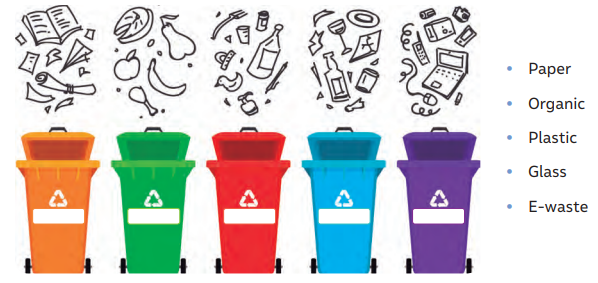 • Paper
• Organic
• Plastic
• Glass
• E-waste